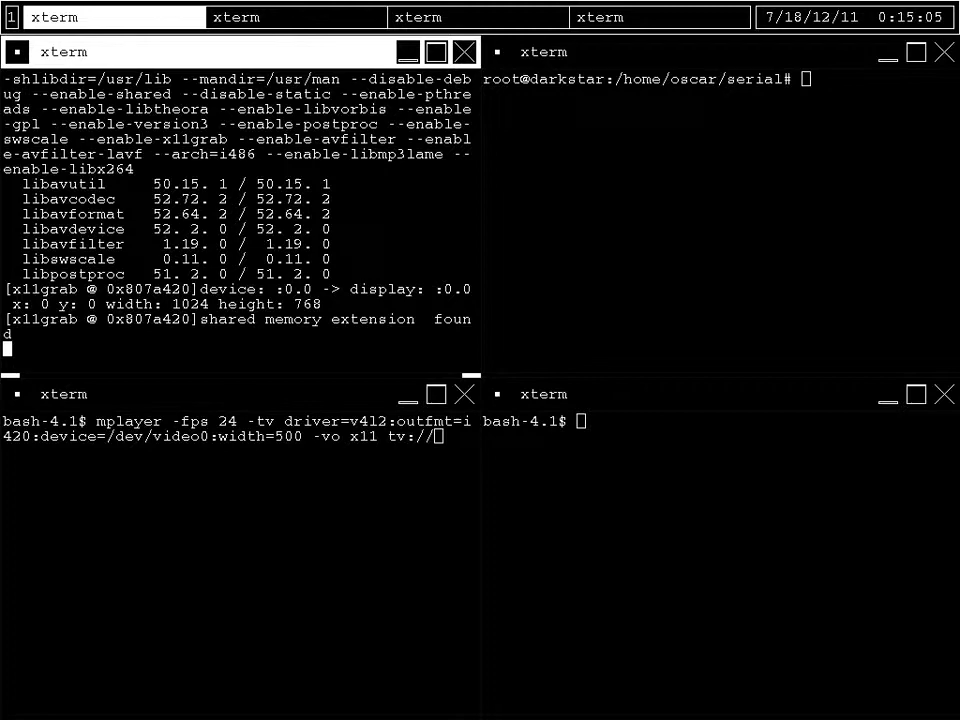 1 xterm xterm xterm xterm 7/18/12/11 0:15:05
xterm
-shlibdir=/usr/lib --mandir=/usr/man --disable-deb
ug --enable-shared --disable-static --enable-pthre
ads --enable-libtheora --enable-libvorbis --enable
-gpl --enable-version3 --enable-postproc --enable-
swscale --enable-x11grab --enable-avfilter --enabl
e-avfilter-lavf --arch=i486 --enable-libmp3lame --
enable-libx264
libavutil 50.15. 1 / 50.15. 1
libavcodec 52.72. 2 / 52.72. 2
libavformat 52.64. 2 / 52.64. 2
libavdevice 52. 2. 0 / 52. 2. 0
libavfilter 1.19. 0 / 1.19. 0
libswscale 0.11. 0 / 0.11. 0
libpostproc 51. 2. 0 / 51. 2. 0
[x11grab @ 0x807a420]device: :0.0 -> display: :0.0
x: 0 y: 0 width: 1024 height: 768
[x11grab @ 0x807a420]shared memory extension foun
d
xterm
root@darkstar:/home/oscar/serial#
xterm
bash-4.1$ mplayer -fps 24 -tv driver=v4l2:outfmt=i
420:device=/dev/video0:width=500 -vo x11 tv://
xterm
bash-4.1$